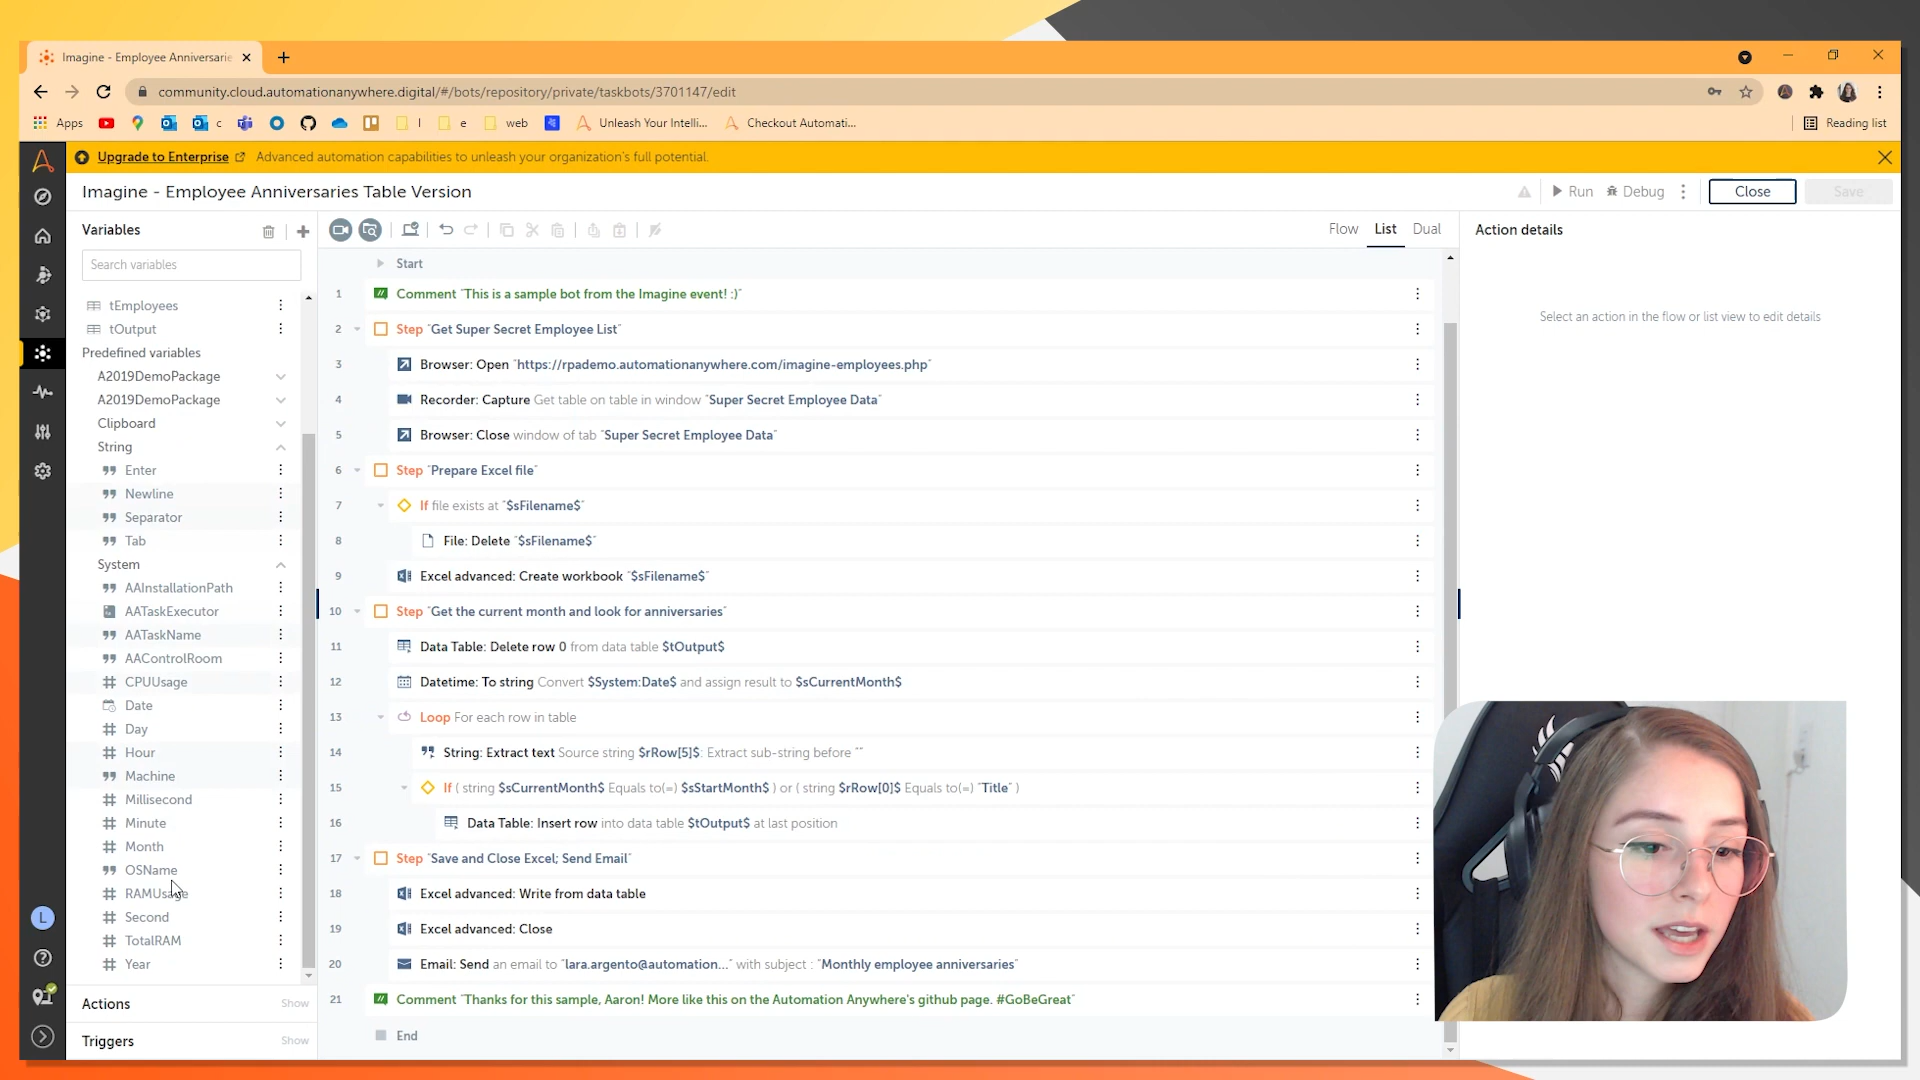 Imagine - Employee Anniversarie
community.cloud.automationanywhere.digital/#/bots/repository/private/taskbots/3701147/edit
Apps c l e web Unleash Your Intelli... Checkout Automati... Reading list
Upgrade to Enterprise Advanced automation capabilities to unleash your organization's full potential.
Imagine - Employee Anniversaries Table Version
Run Debug Close Save
Variables
Flow List Dual
Action details
Search variables
Select an action in the flow or list view to edit details
tEmployees
tOutput
Predefined variables
A2019DemoPackage
A2019DemoPackage
Clipboard
String
Enter
Newline
Separator
Tab
System
AAInstallationPath
AATaskExecutor
AATaskName
AAControlRoom
CPUUsage
Date
Day
Hour
Machine
Millisecond
Minute
Month
OSName
RAMUsage
Second
TotalRAM
Year
Actions Show
Triggers Show
L
Start
1 Comment "This is a sample bot from the Imagine event! :)"
2 Step "Get Super Secret Employee List"
3 Browser: Open "https://rpademo.automationanywhere.com/imagine-employees.php"
4 Recorder: Capture Get table on table in window "Super Secret Employee Data"
5 Browser: Close window of tab "Super Secret Employee Data"
6 Step "Prepare Excel file"
7 If file exists at "$sFilename$"
8 File: Delete "$sFilename$"
9 Excel advanced: Create workbook "$sFilename$"
10 Step "Get the current month and look for anniversaries"
11 Data Table: Delete row 0 from data table $tOutput$
12 Datetime: To string Convert $System:Date$ and assign result to $sCurrentMonth$
13 Loop For each row in table
14 String: Extract text Source string $rRow[5]$: Extract sub-string before ""
15 If ( string $sCurrentMonth$ Equals to(=) $sStartMonth$ ) or ( string $rRow[0]$ Equals to(=) "Title" )
16 Data Table: Insert row into data table $tOutput$ at last position
17 Step "Save and Close Excel; Send Email"
18 Excel advanced: Write from data table
19 Excel advanced: Close
20 Email: Send an email to "lara.argento@automation..." with subject : "Monthly employee anniversaries"
21 Comment "Thanks for this sample, Aaron! More like this on the Automation Anywhere's github page. #GoBeGreat"
End